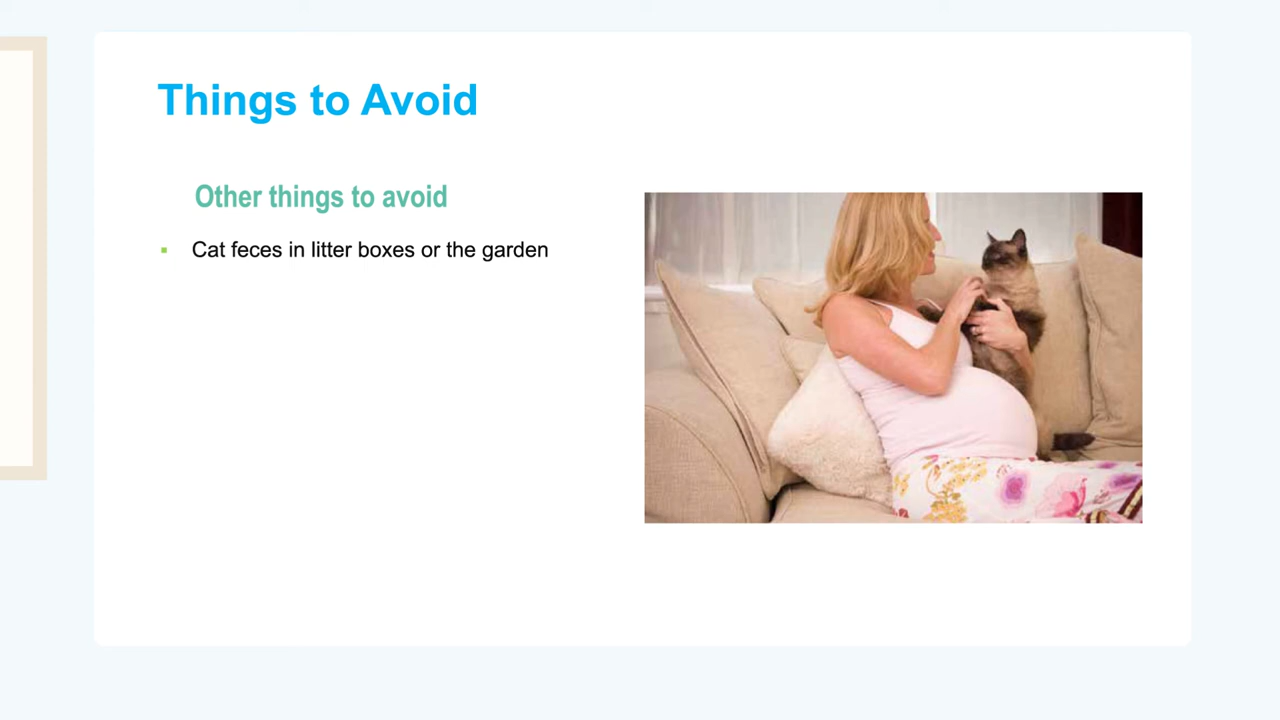 Things to Avoid
Other things to avoid
Cat feces in litter boxes or the garden